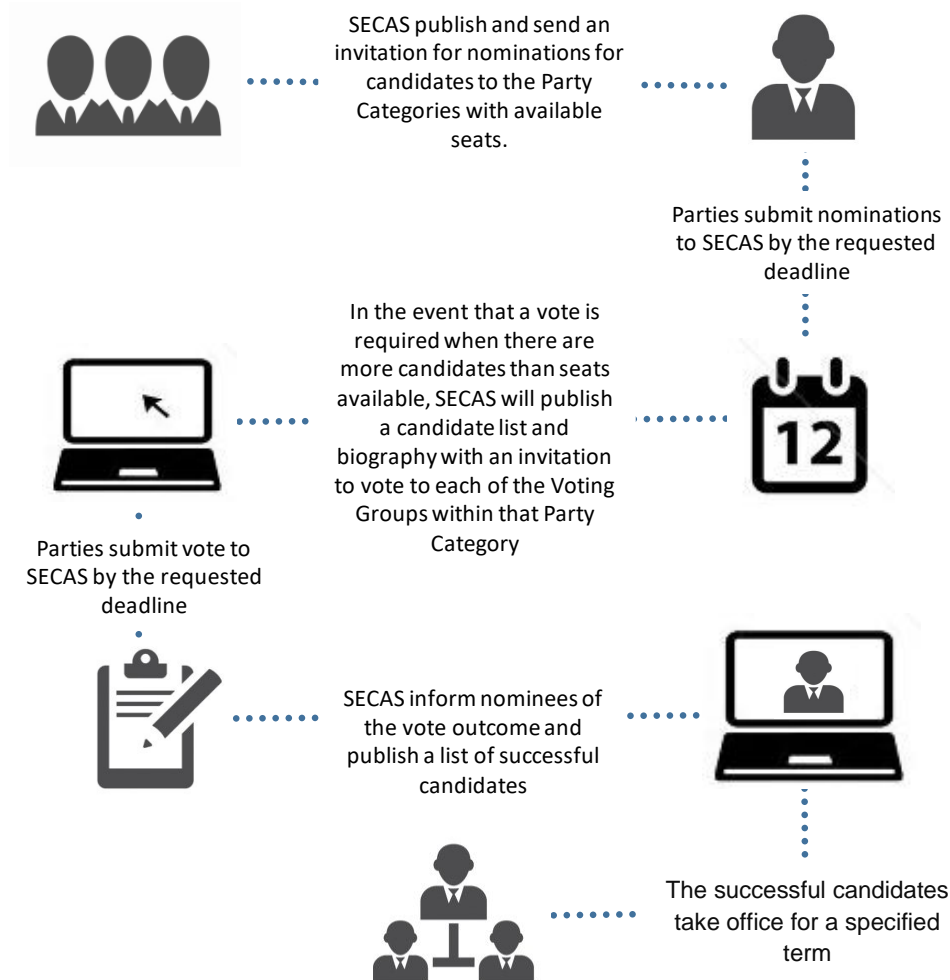 SECAS publish and send an
invitation for nominations for
candidates to the Party
Categories with available
seats.
Parties submit nominations
to SECAS by the requested
deadline
12
In the event that a vote is
required when there are
more candidates than seats
available, SECAS will publish
a candidate list and
biography with an invitation
to vote to each of the Voting
Groups within that Party
Category
Parties submit vote to
SECAS by the requested
deadline
SECAS inform nominees of
the vote outcome and
publish a list of successful
candidates
The successful candidates
take office for a specified
term